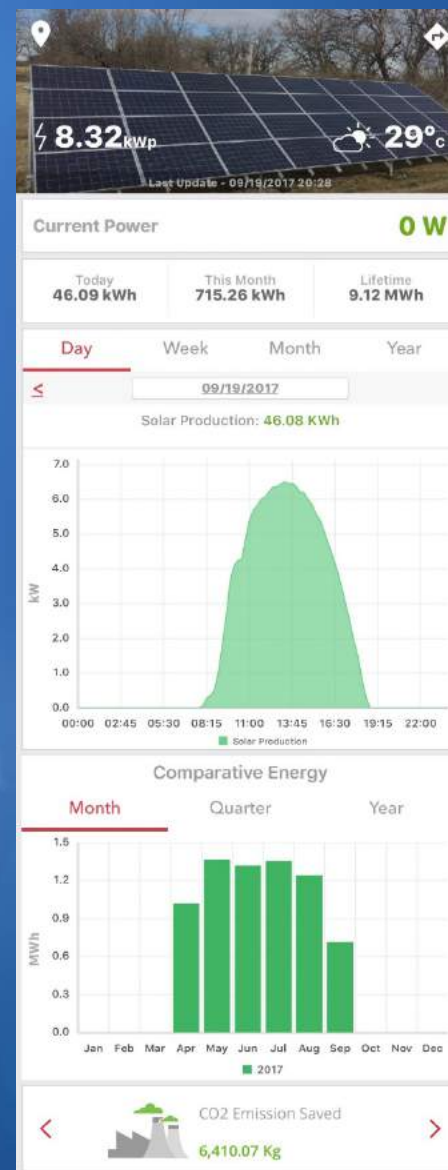 8.32kWp
29°c
Last Update - 09/19/2017 20:28
Current Power 0 W
Today This Month Lifetime
46.09 kWh 715.26 kWh 9.12 MWh
Day Week Month Year
< 09/19/2017
Solar Production: 46.08 KWh
7.0
6.0
5.0
4.0
kW
3.0
2.0
1.0
0.0
00:00 02:45 05:30 08:15 11:00 13:45 16:30 19:15 22:00
Solar Production
Comparative Energy
Month Quarter Year
1.5
1.2
0.9
MWh
0.6
0.3
0.0
Jan Feb Mar Apr May Jun Jul Aug Sep Oct Nov Dec
2017
CO2 Emission Saved
6,410.07 Kg